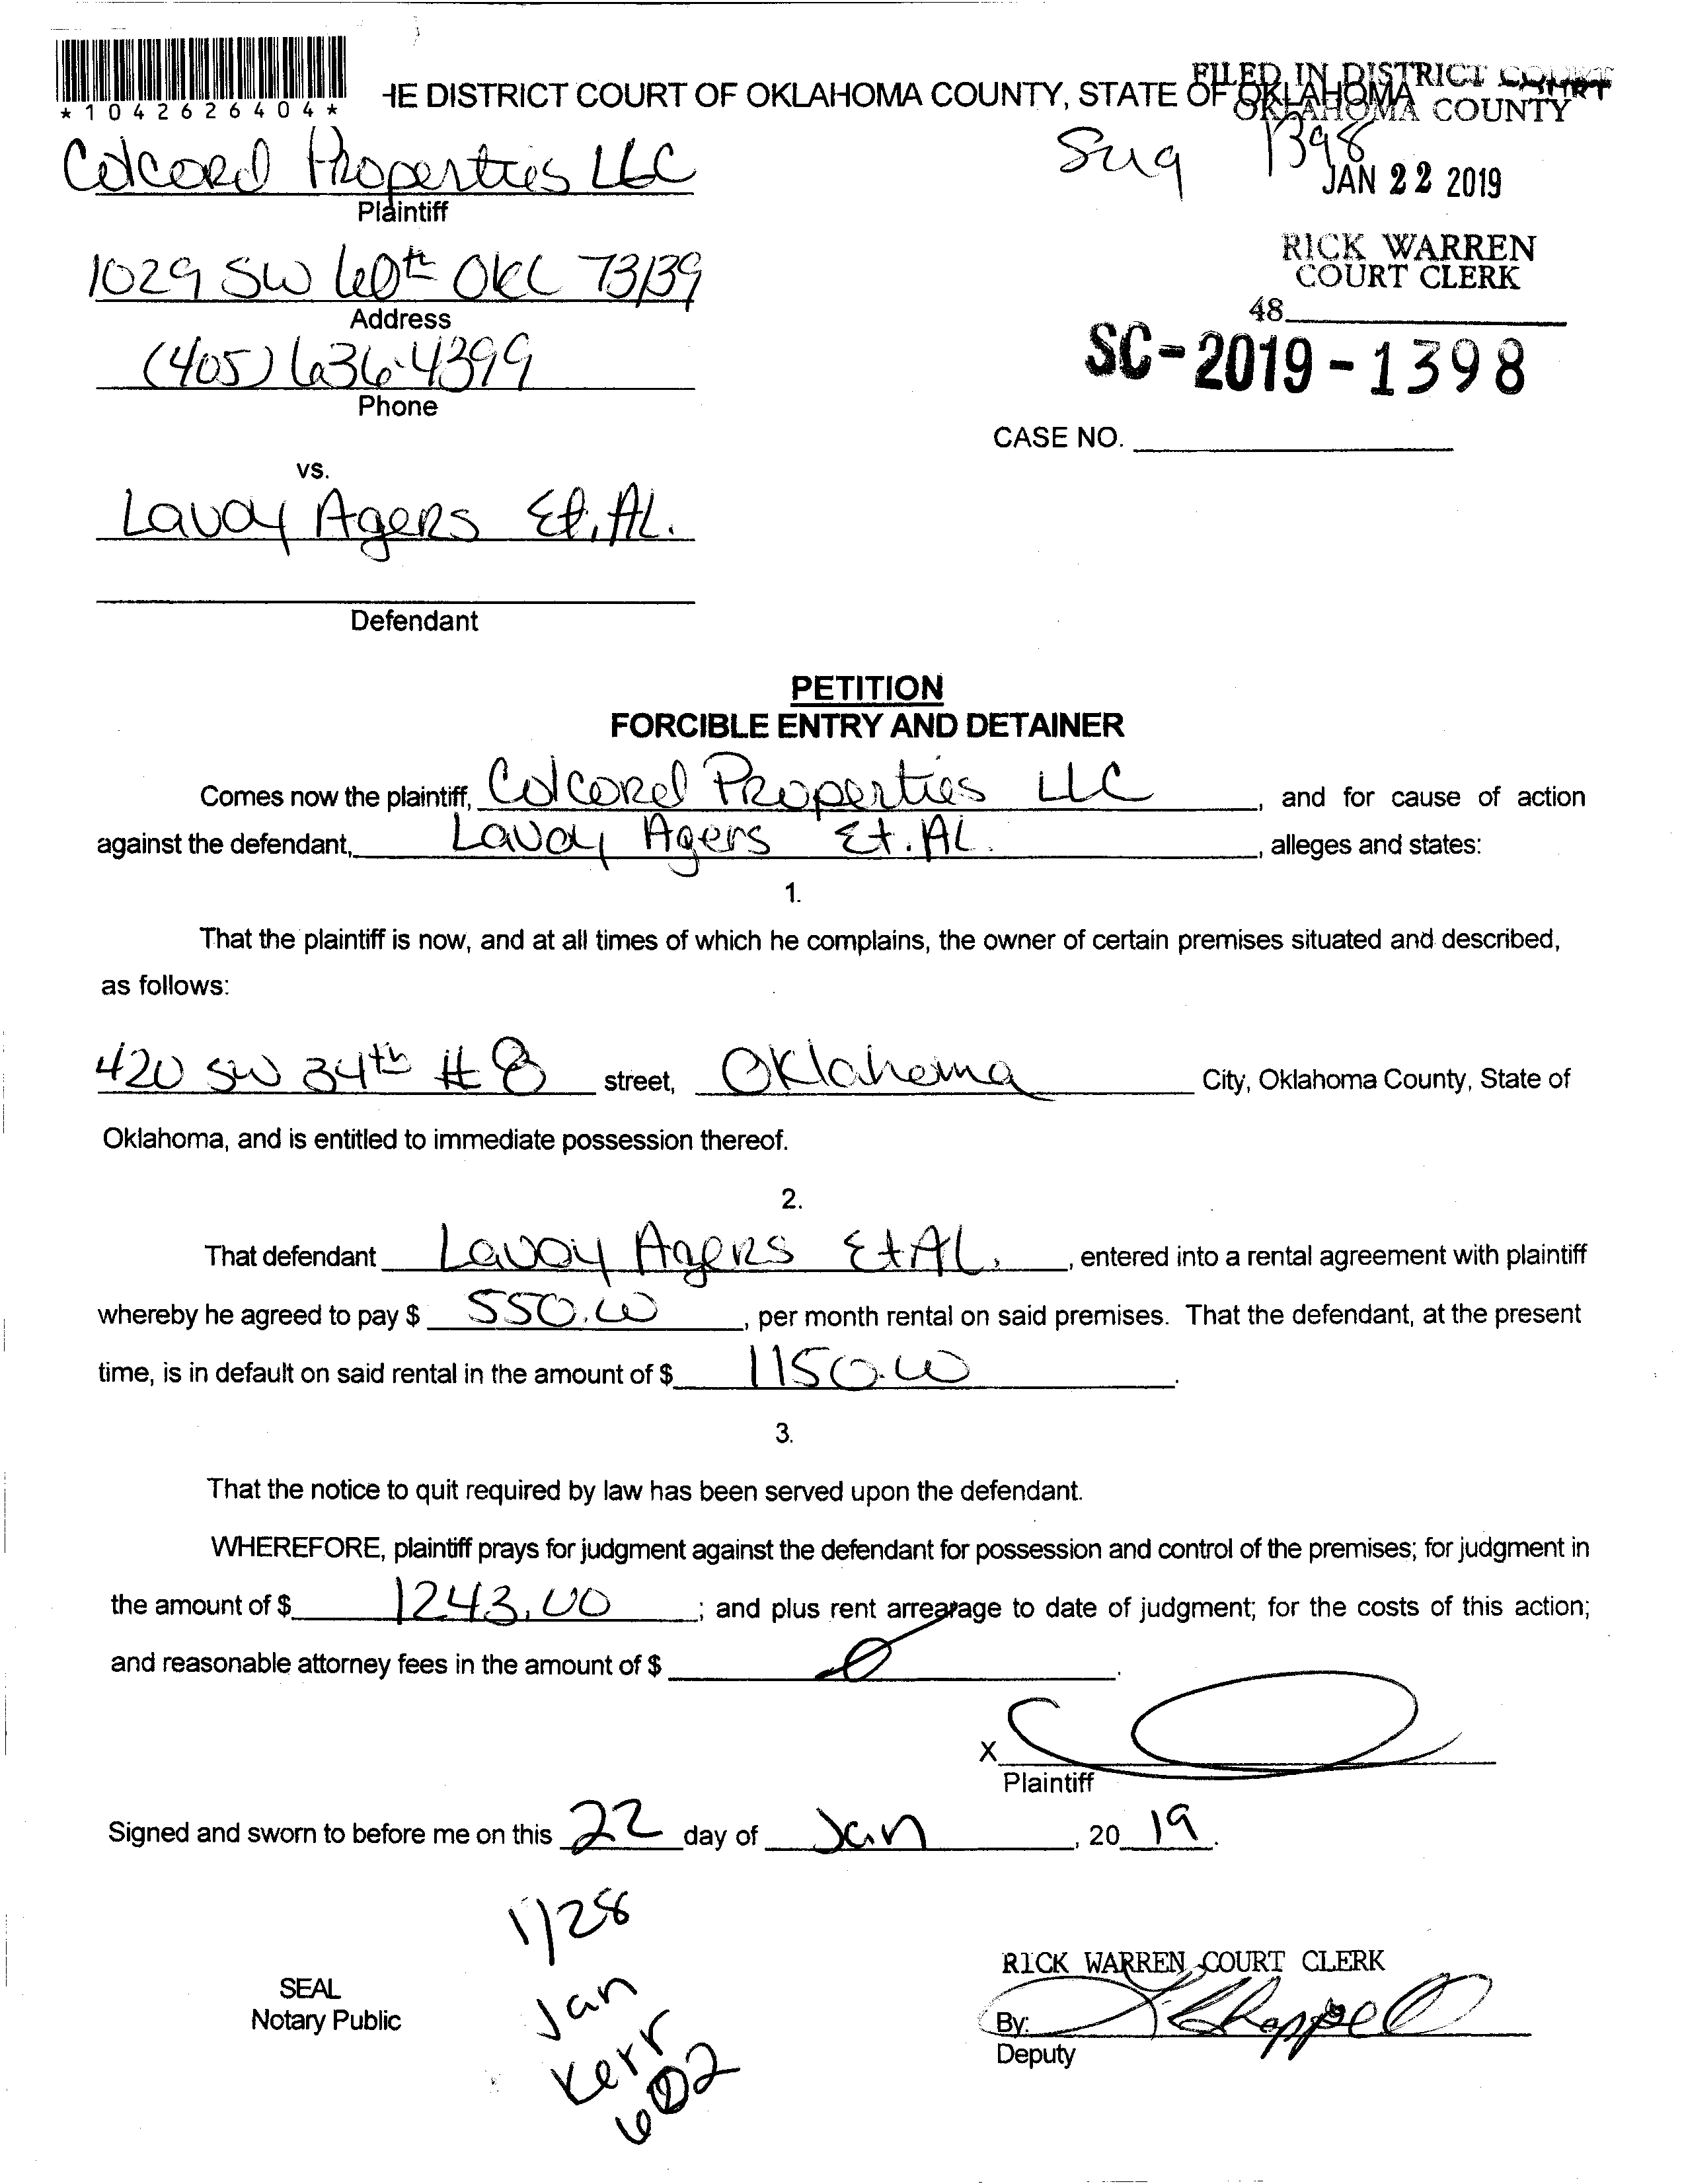 *1042626404*
HE DISTRICT COURT OF OKLAHOMA COUNTY, STATE OF OKLAHOMA
FILED IN DISTRICT COURT
OKLAHOMA COUNTY
Colcord Properties LLC
Plaintiff
1398
JAN 22 2019
1029 SW 60th OKC 73139
Address
RICK WARREN
COURT CLERK
48
(405) 636-4399
Phone
SC-2019-1398
CASE NO.
vs.
Lavoy Agers Et. AL.
Defendant
PETITION
FORCIBLE ENTRY AND DETAINER
Comes now the plaintiff, Colcord Properties LLC, and for cause of action
against the defendant, Lavoy Agers Et. AL., alleges and states:
1.
That the plaintiff is now, and at all times of which he complains, the owner of certain premises situated and described,
as follows:
420 SW 34th #8 street, Oklahoma City, Oklahoma County, State of
Oklahoma, and is entitled to immediate possession thereof.
2.
That defendant Lavoy Agers Et AL., entered into a rental agreement with plaintiff
whereby he agreed to pay $ 550.00, per month rental on said premises. That the defendant, at the present
time, is in default on said rental in the amount of $ 1150.00.
3.
That the notice to quit required by law has been served upon the defendant.
WHEREFORE, plaintiff prays for judgment against the defendant for possession and control of the premises; for judgment in
the amount of $ 1243.00; and plus rent arrearage to date of judgment; for the costs of this action;
and reasonable attorney fees in the amount of $ 0.
X
Plaintiff
Signed and sworn to before me on this 22 day of Jan, 2019.
1/28
Jan
Kerr
602
SEAL
Notary Public
RICK WARREN, COURT CLERK
By:
Deputy